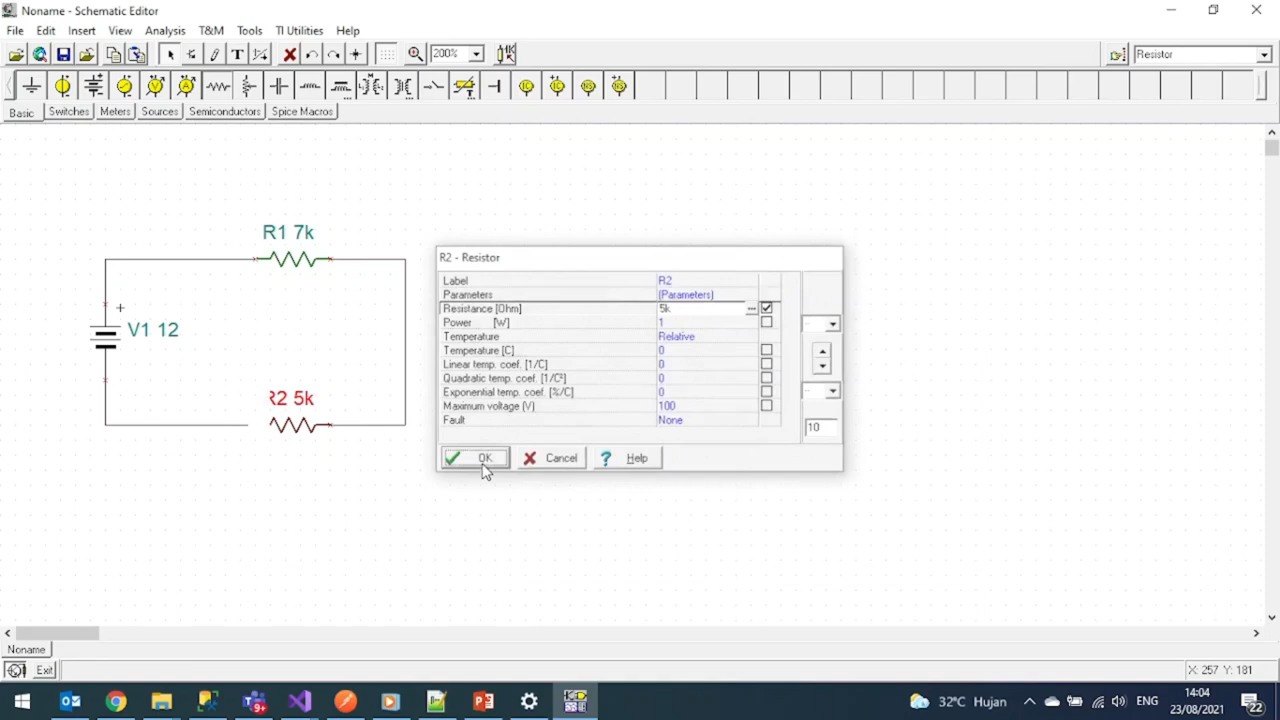 Noname - Schematic Editor
File Edit Insert View Analysis T&M Tools TI Utilities Help
T 200% Resistor
V A IC NS
Basic Switches Meters Sources Semiconductors Spice Macros
R1 7k
R2 - Resistor
Label R2
Parameters (Parameters)
Resistance [Ohm] 5k ...
Power [W] 1
+
V1 12
Temperature Relative
Temperature [C] 0
Linear temp. coef. [1/C] 0
Quadratic temp. coef. [1/C²] 0
Exponential temp. coef. [%/C] 0
R2 5k
Maximum voltage (V) 100
Fault None
10
OK Cancel ? Help
Noname
Exit X: 257 Y: 181
9+ 32°C Hujan ENG 14:04
23/08/2021 22